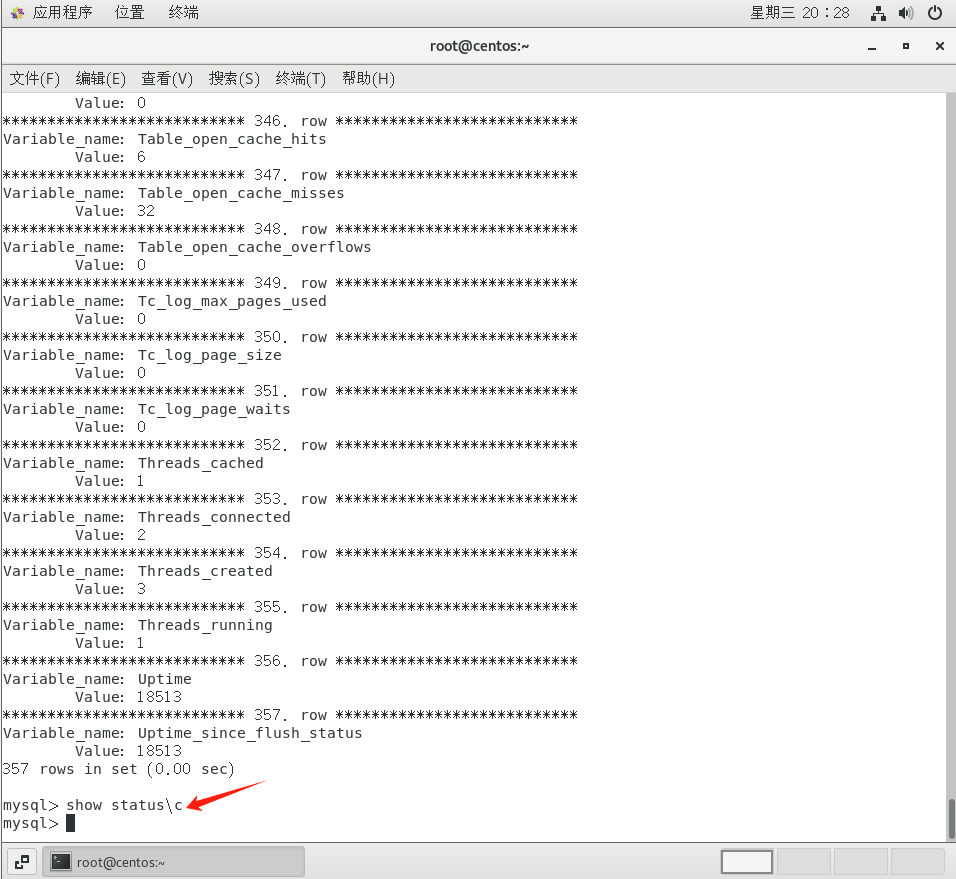 应用程序 位置 终端 星期三 20：28
root@centos:~
文件(F) 编辑(E) 查看(V) 搜索(S) 终端(T) 帮助(H)
        Value: 0
*************************** 346. row ***************************
Variable_name: Table_open_cache_hits
        Value: 6
*************************** 347. row ***************************
Variable_name: Table_open_cache_misses
        Value: 32
*************************** 348. row ***************************
Variable_name: Table_open_cache_overflows
        Value: 0
*************************** 349. row ***************************
Variable_name: Tc_log_max_pages_used
        Value: 0
*************************** 350. row ***************************
Variable_name: Tc_log_page_size
        Value: 0
*************************** 351. row ***************************
Variable_name: Tc_log_page_waits
        Value: 0
*************************** 352. row ***************************
Variable_name: Threads_cached
        Value: 1
*************************** 353. row ***************************
Variable_name: Threads_connected
        Value: 2
*************************** 354. row ***************************
Variable_name: Threads_created
        Value: 3
*************************** 355. row ***************************
Variable_name: Threads_running
        Value: 1
*************************** 356. row ***************************
Variable_name: Uptime
        Value: 18513
*************************** 357. row ***************************
Variable_name: Uptime_since_flush_status
        Value: 18513
357 rows in set (0.00 sec)
mysql> show status\c
mysql>
root@centos:~